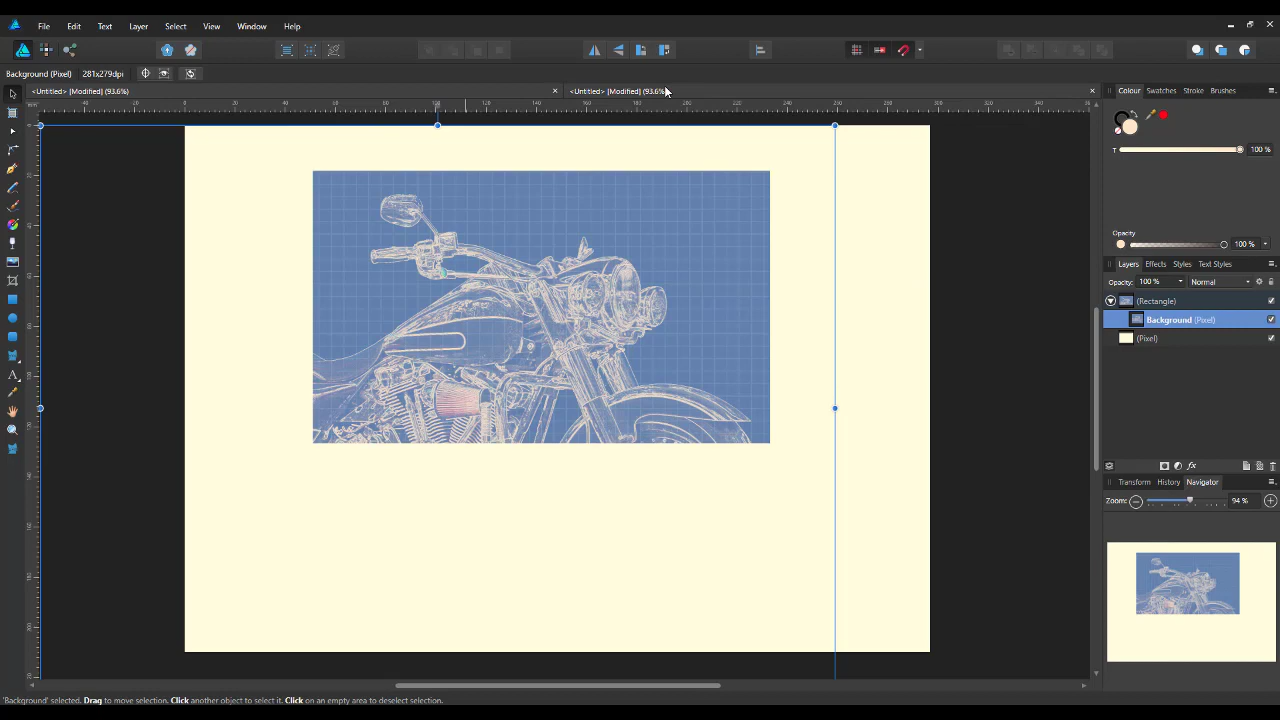 File Edit Text Layer Select View Window Help
Background (Pixel) 281x279dpi
<Untitled> [Modified] (93.6%) <Untitled> [Modified] (93.6%)
Colour Swatches Stroke Brushes
T 100 %
Opacity
100 %
Layers Effects Styles Text Styles
Opacity: 100 % Normal
(Rectangle)
Background (Pixel)
(Pixel)
fx
Transform History Navigator
Zoom: 94 %
'Background' selected. Drag to move selection. Click another object to select it. Click on an empty area to deselect selection.